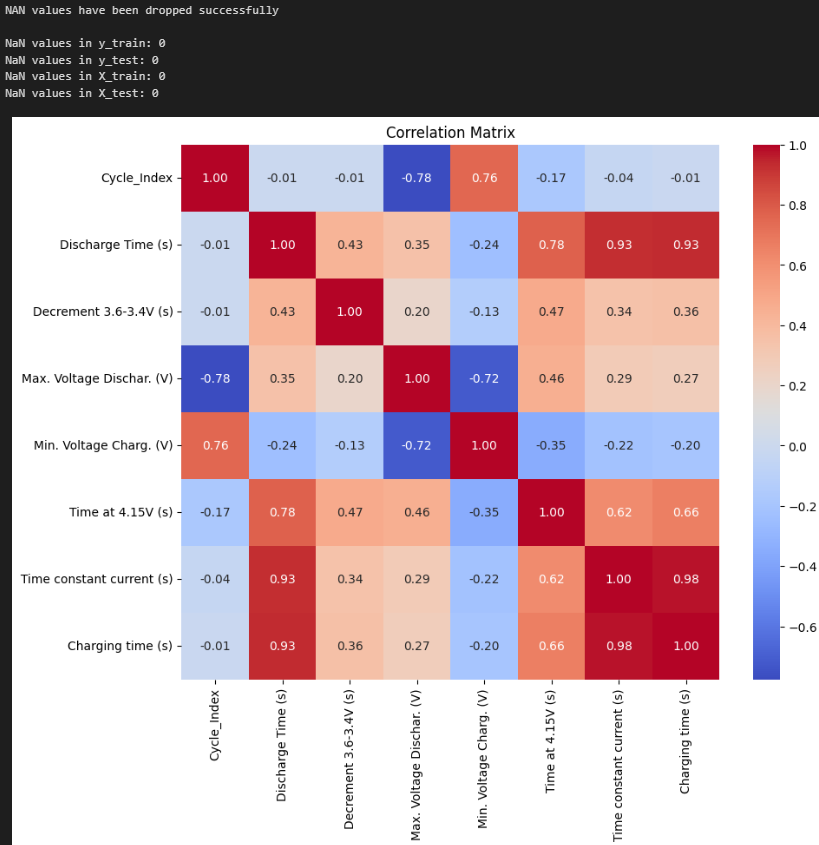 NAN values have been dropped successfully
NaN values in y_train: 0
NaN values in y_test: 0
NaN values in X_train: 0
NaN values in X_test: 0
Correlation Matrix
Cycle_Index 1.00 -0.01 -0.01 -0.78 0.76 -0.17 -0.04 -0.01
Discharge Time (s) -0.01 1.00 0.43 0.35 -0.24 0.78 0.93 0.93
Decrement 3.6-3.4V (s) -0.01 0.43 1.00 0.20 -0.13 0.47 0.34 0.36
Max. Voltage Dischar. (V) -0.78 0.35 0.20 1.00 -0.72 0.46 0.29 0.27
Min. Voltage Charg. (V) 0.76 -0.24 -0.13 -0.72 1.00 -0.35 -0.22 -0.20
Time at 4.15V (s) -0.17 0.78 0.47 0.46 -0.35 1.00 0.62 0.66
Time constant current (s) -0.04 0.93 0.34 0.29 -0.22 0.62 1.00 0.98
Charging time (s) -0.01 0.93 0.36 0.27 -0.20 0.66 0.98 1.00
Cycle_Index
Discharge Time (s)
Decrement 3.6-3.4V (s)
Max. Voltage Dischar. (V)
Min. Voltage Charg. (V)
Time at 4.15V (s)
Time constant current (s)
Charging time (s)
1.0
0.8
0.6
0.4
0.2
0.0
−0.2
−0.4
−0.6